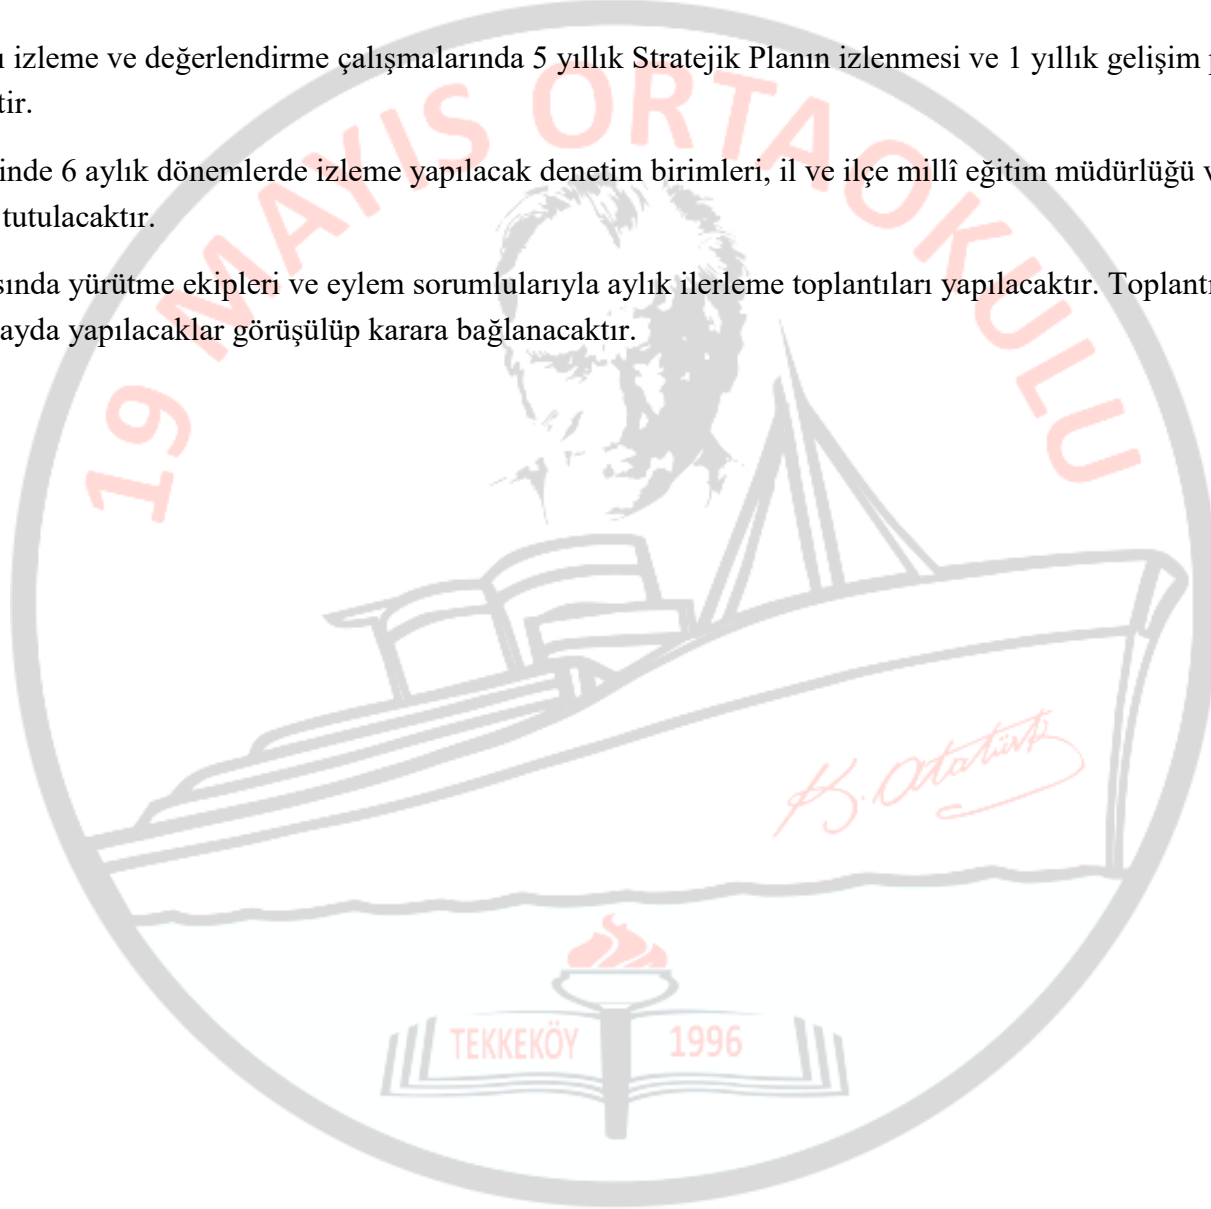 izleme ve değerlendirme çalışmalarında 5 yıllık Stratejik Planın izlenmesi ve 1 yıllık gelişim
tir.
inde 6 aylık dönemlerde izleme yapılacak denetim birimleri, il ve ilçe millî eğitim müdürlüğü
tutulacaktır.
sında yürütme ekipleri ve eylem sorumlularıyla aylık ilerleme toplantıları yapılacaktır. Toplantı
ayda yapılacaklar görüşülüp karara bağlanacaktır.
19 MAYIS ORTAOKULU
K. Atatürk
TEKKEKÖY 1996